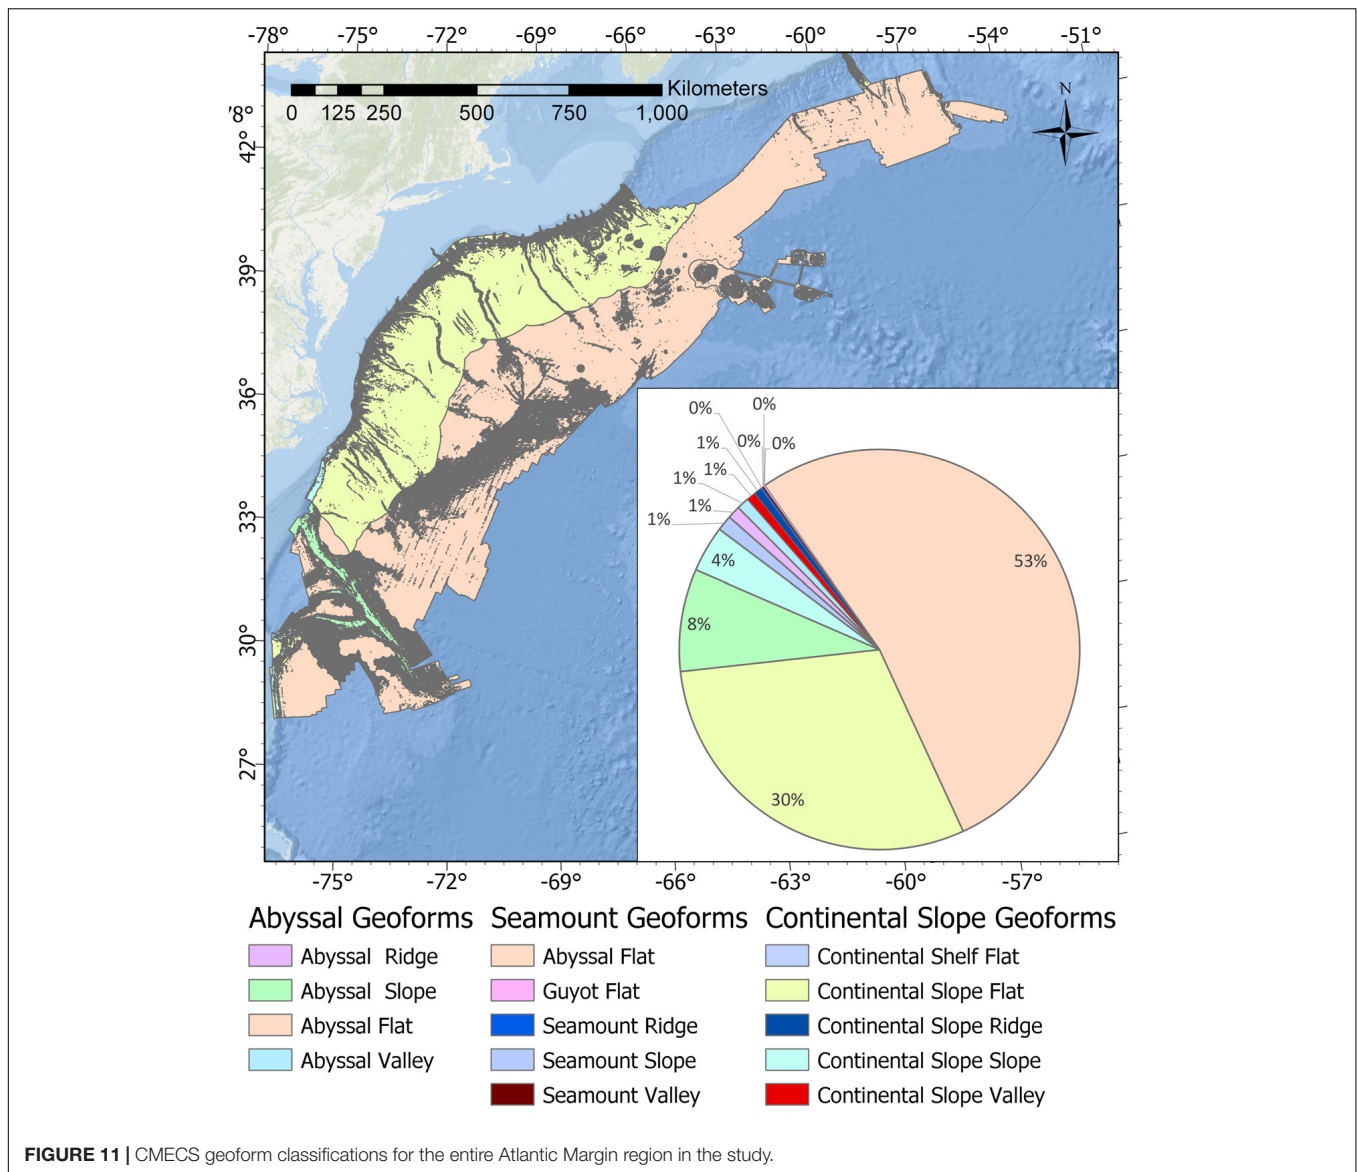 -78° -75° -72° -69° -66° -63° -60° -57° -54° -51°
Kilometers
0 125 250 500 750 1,000
N
8°
42°
39°
36°
33°
30°
27°
0% 0%
1% 0% 0%
1% 1%
1% 1%
4%
53%
8%
30%
-75° -72° -69° -66° -63° -60° -57°
Abyssal Geoforms
Abyssal Ridge
Abyssal Slope
Abyssal Flat
Abyssal Valley
Seamount Geoforms
Abyssal Flat
Guyot Flat
Seamount Ridge
Seamount Slope
Seamount Valley
Continental Slope Geoforms
Continental Shelf Flat
Continental Slope Flat
Continental Slope Ridge
Continental Slope Slope
Continental Slope Valley
FIGURE 11 | CMECS geoform classifications for the entire Atlantic Margin region in the study.